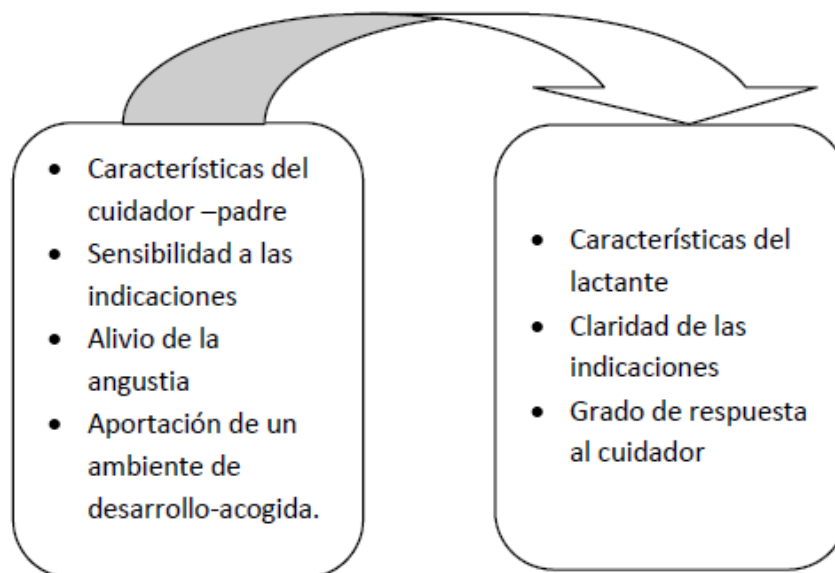 • Características del
cuidador –padre
• Sensibilidad a las
indicaciones
• Alivio de la
angustia
• Aportación de un
ambiente de
desarrollo-acogida.
• Características del
lactante
• Claridad de las
indicaciones
• Grado de respuesta
al cuidador